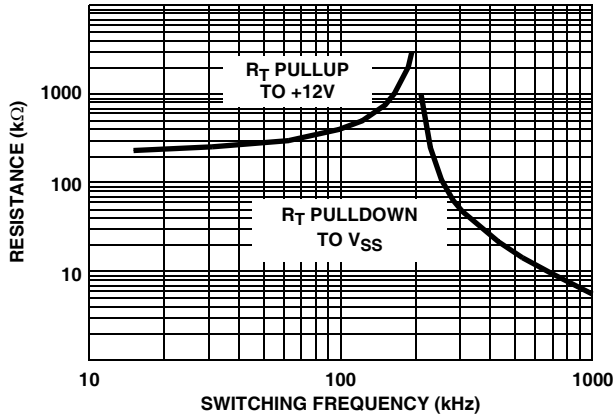 R_T PULLUP
TO +12V
1000
RESISTANCE (kΩ)
100
R_T PULLDOWN
TO V_SS
10
10
100
1000
SWITCHING FREQUENCY (kHz)